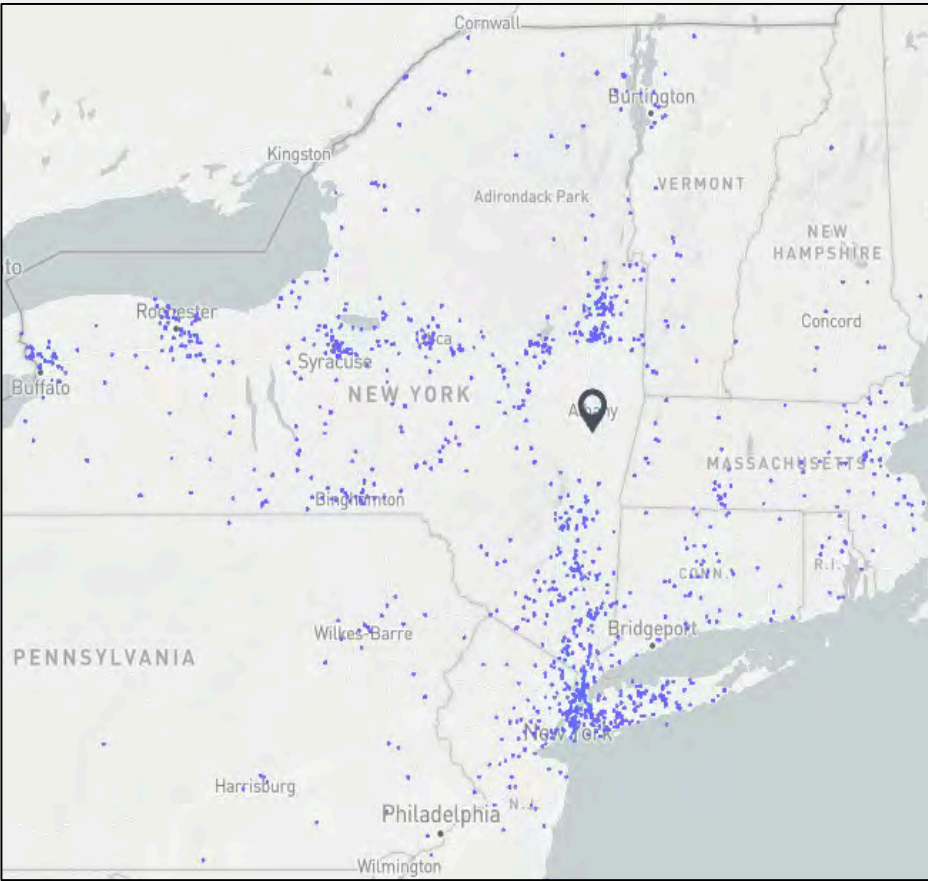 Cornwall
Burlington
Kingston
VERMONT
Adirondack Park
NEW
HAMPSHIRE
to
Rochester
Concord
Syracuse
Buffalo
NEW YORK
Albany
MASSACHUSETTS
Binghamton
CONN.
R.I.
Wilkes-Barre
Bridgeport
PENNSYLVANIA
New York
Harrisburg
N.J.
Philadelphia
Wilmington